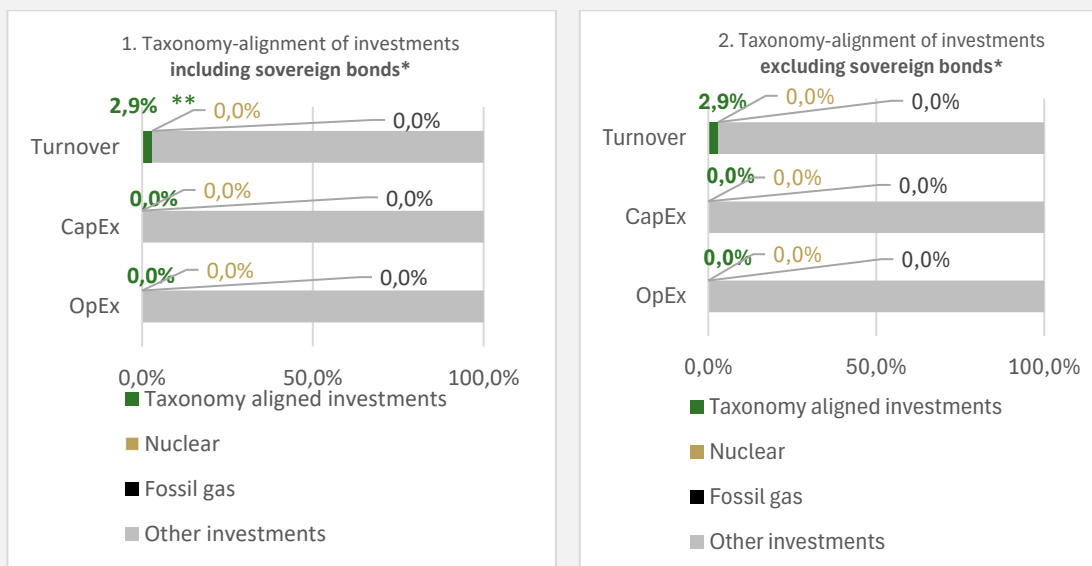 1. Taxonomy-alignment of investments
including sovereign bonds*
2,9% ** 0,0% 0,0%
Turnover
0,0% 0,0% 0,0%
CapEx
0,0% 0,0% 0,0%
OpEx
0,0% 50,0% 100,0%
Taxonomy aligned investments
Nuclear
Fossil gas
Other investments
2. Taxonomy-alignment of investments
excluding sovereign bonds*
2,9% 0,0% 0,0%
Turnover
0,0% 0,0% 0,0%
CapEx
0,0% 0,0% 0,0%
OpEx
0,0% 50,0% 100,0%
Taxonomy aligned investments
Nuclear
Fossil gas
Other investments